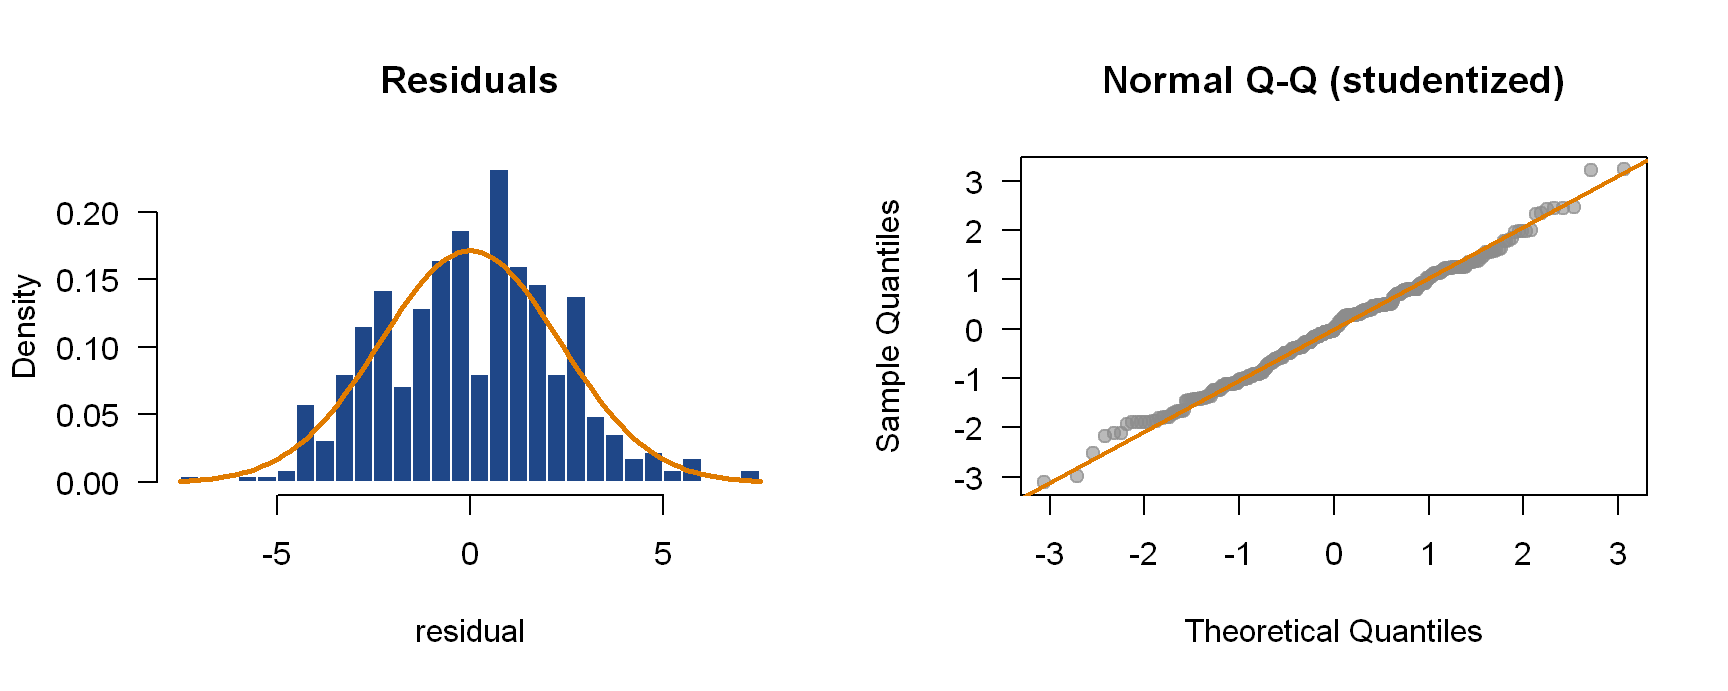 Residuals
Density
0.20
0.15
0.10
0.05
0.00
-5 0 5
residual
Normal Q-Q (studentized)
Sample Quantiles
3
2
1
0
-1
-2
-3
-3 -2 -1 0 1 2 3
Theoretical Quantiles